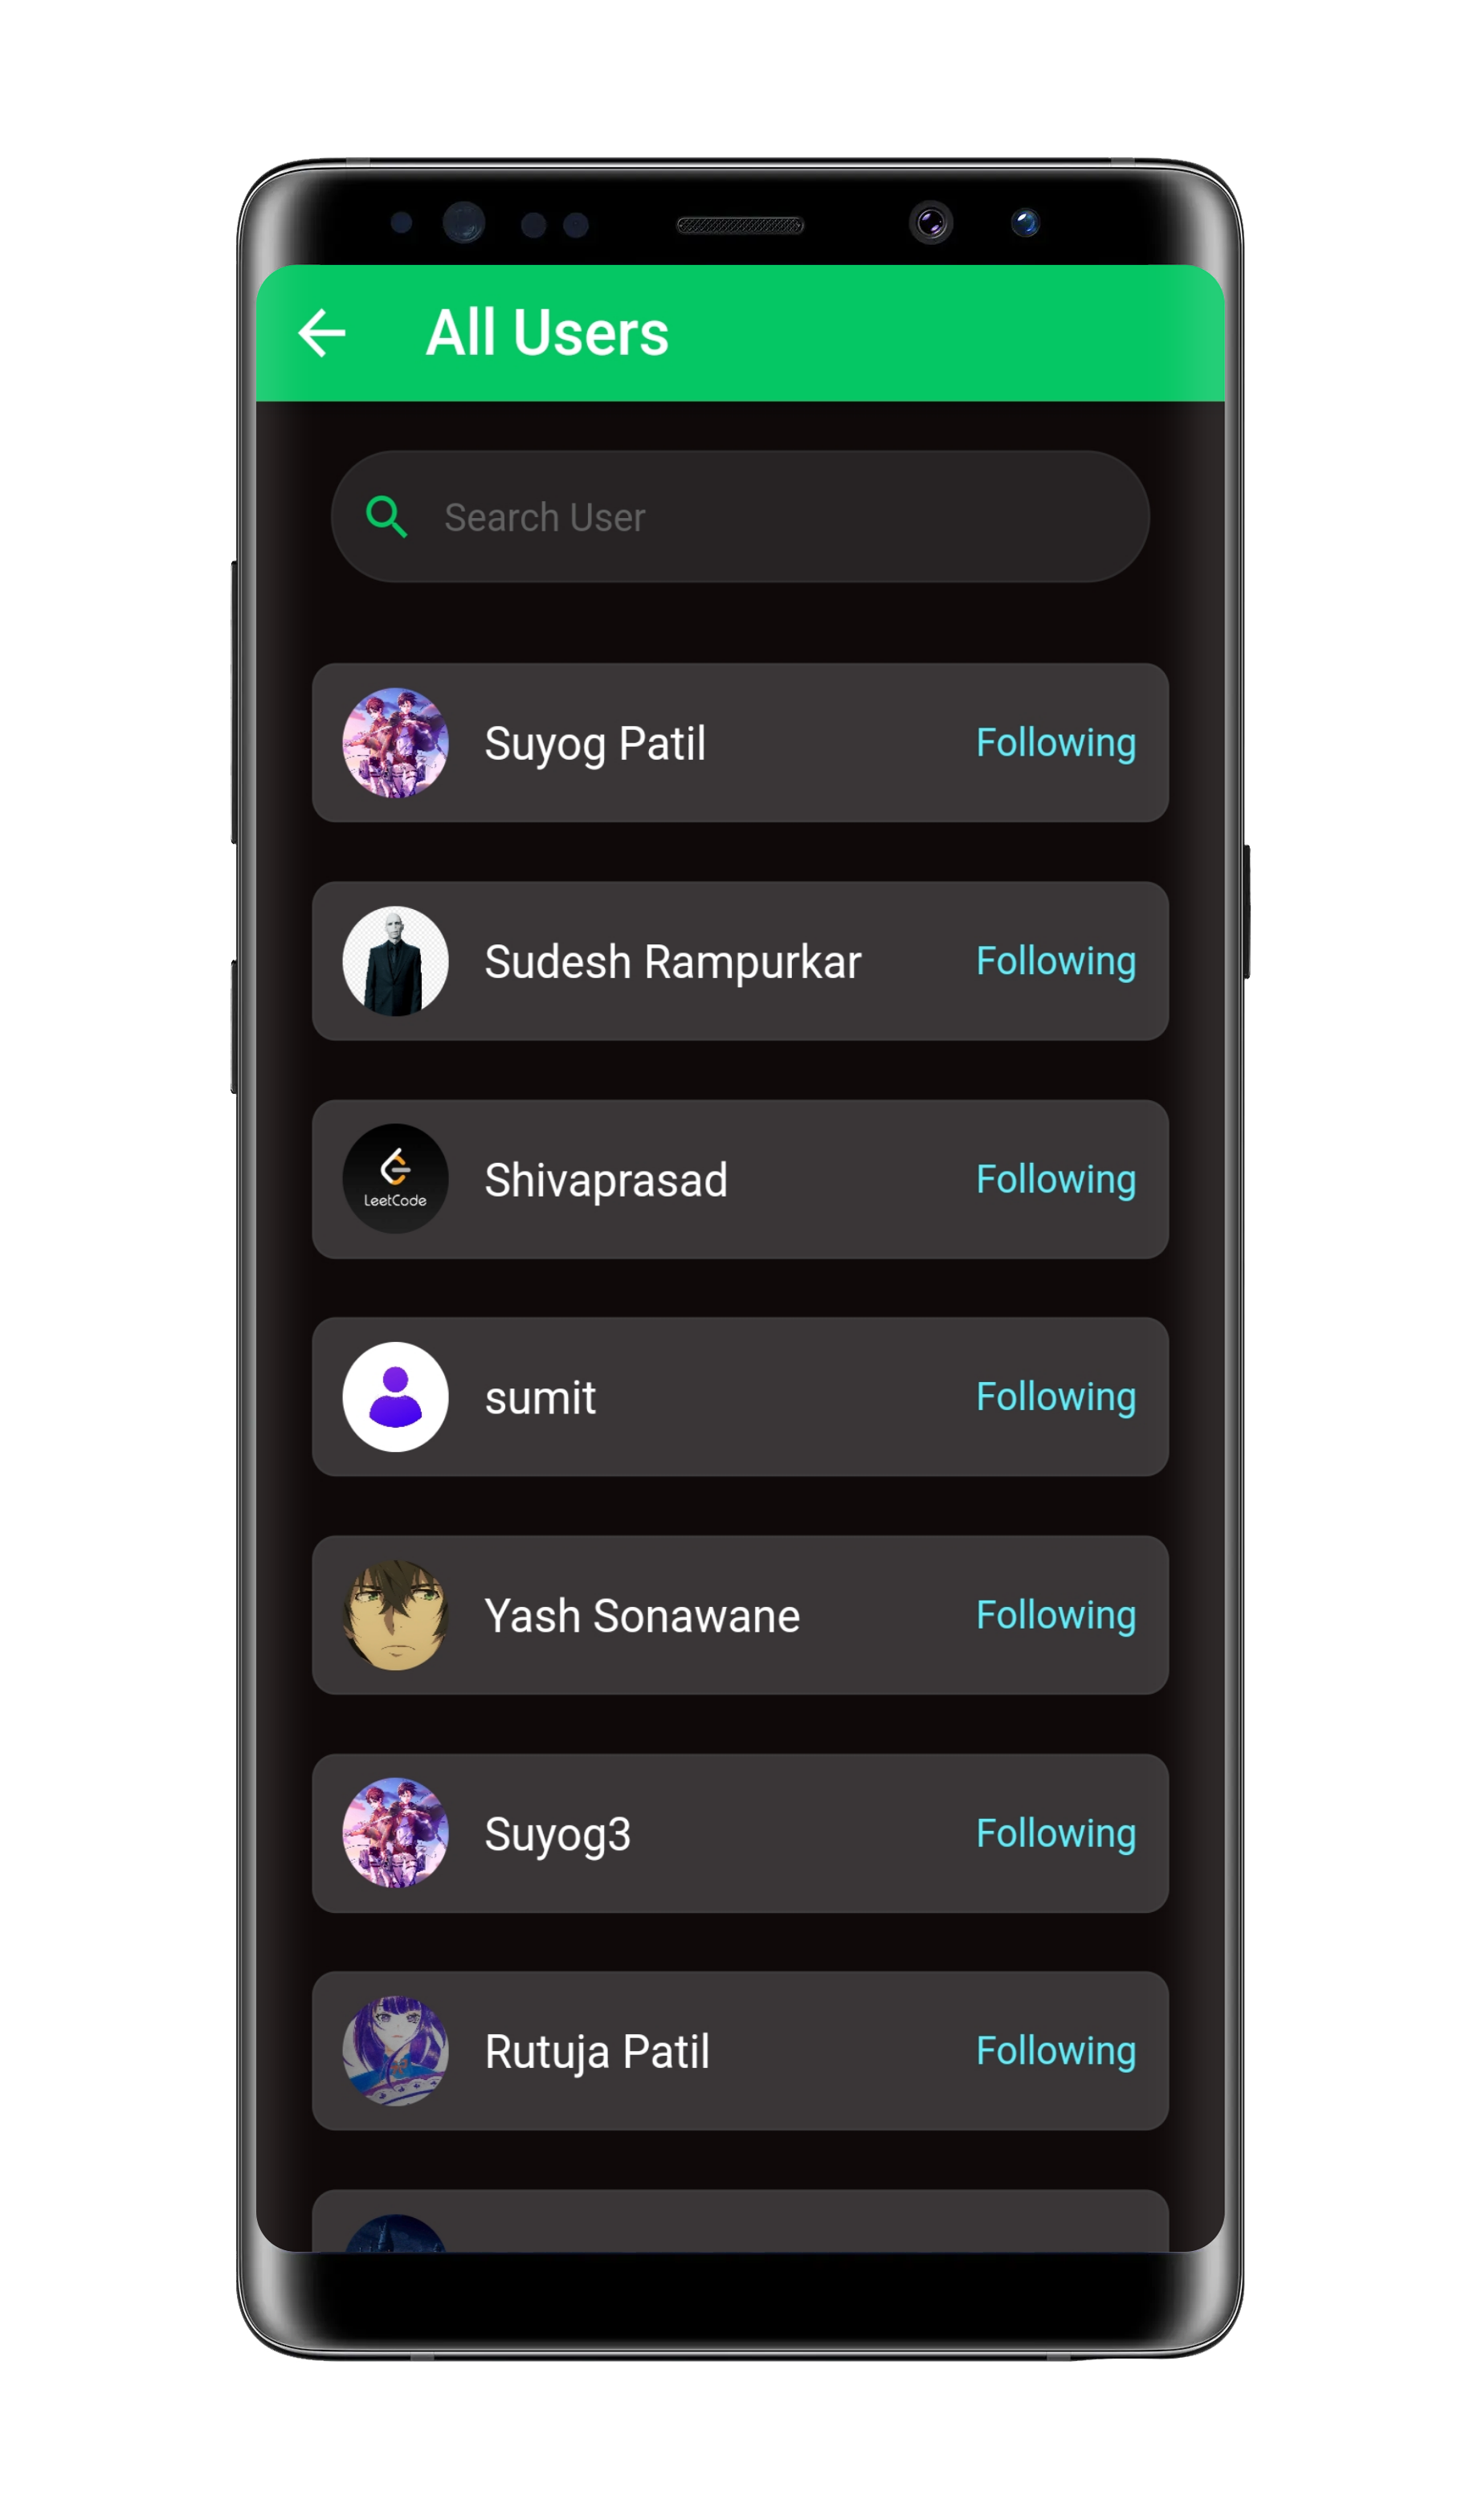 All Users
Search User
Suyog Patil Following
Sudesh Rampurkar Following
LeetCode
Shivaprasad Following
sumit Following
Yash Sonawane Following
Suyog3 Following
Rutuja Patil Following